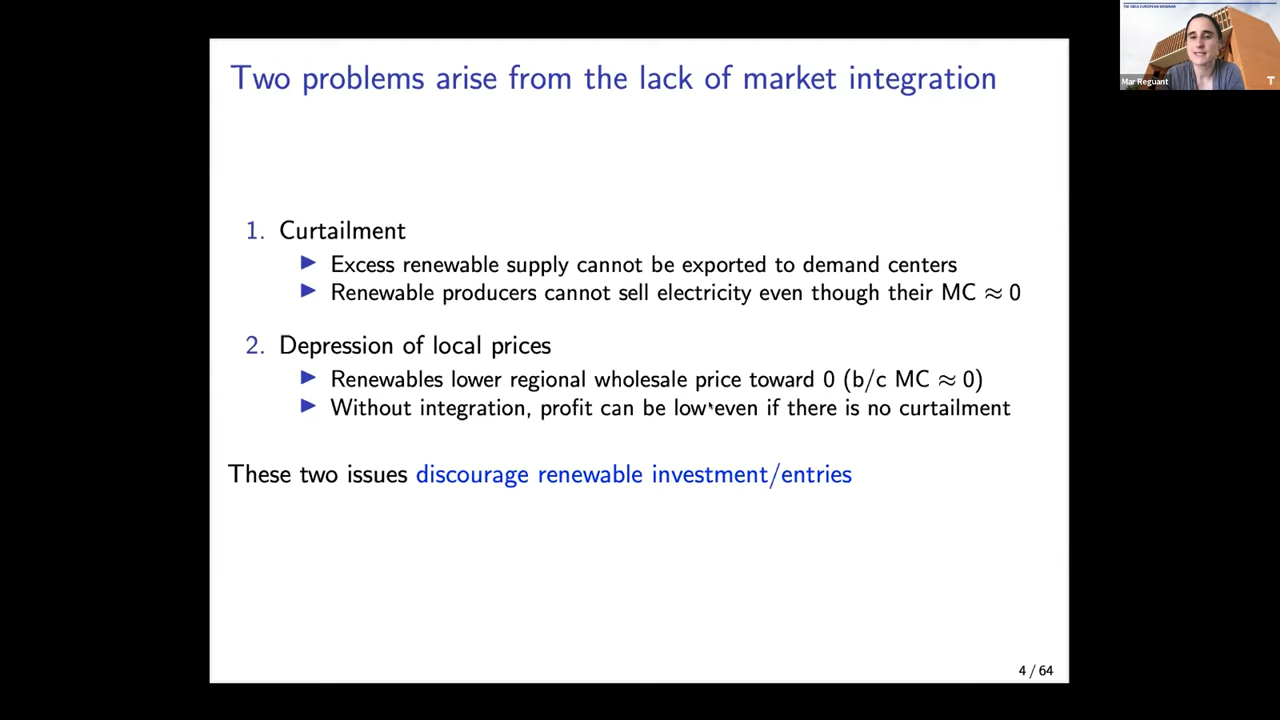 Two problems arise from the lack of market integration
1. Curtailment
▶ Excess renewable supply cannot be exported to demand centers
▶ Renewable producers cannot sell electricity even though their MC ≈ 0
2. Depression of local prices
▶ Renewables lower regional wholesale price toward 0 (b/c MC ≈ 0)
▶ Without integration, profit can be low even if there is no curtailment
These two issues discourage renewable investment/entries
4 / 64
Mar Reguant
T